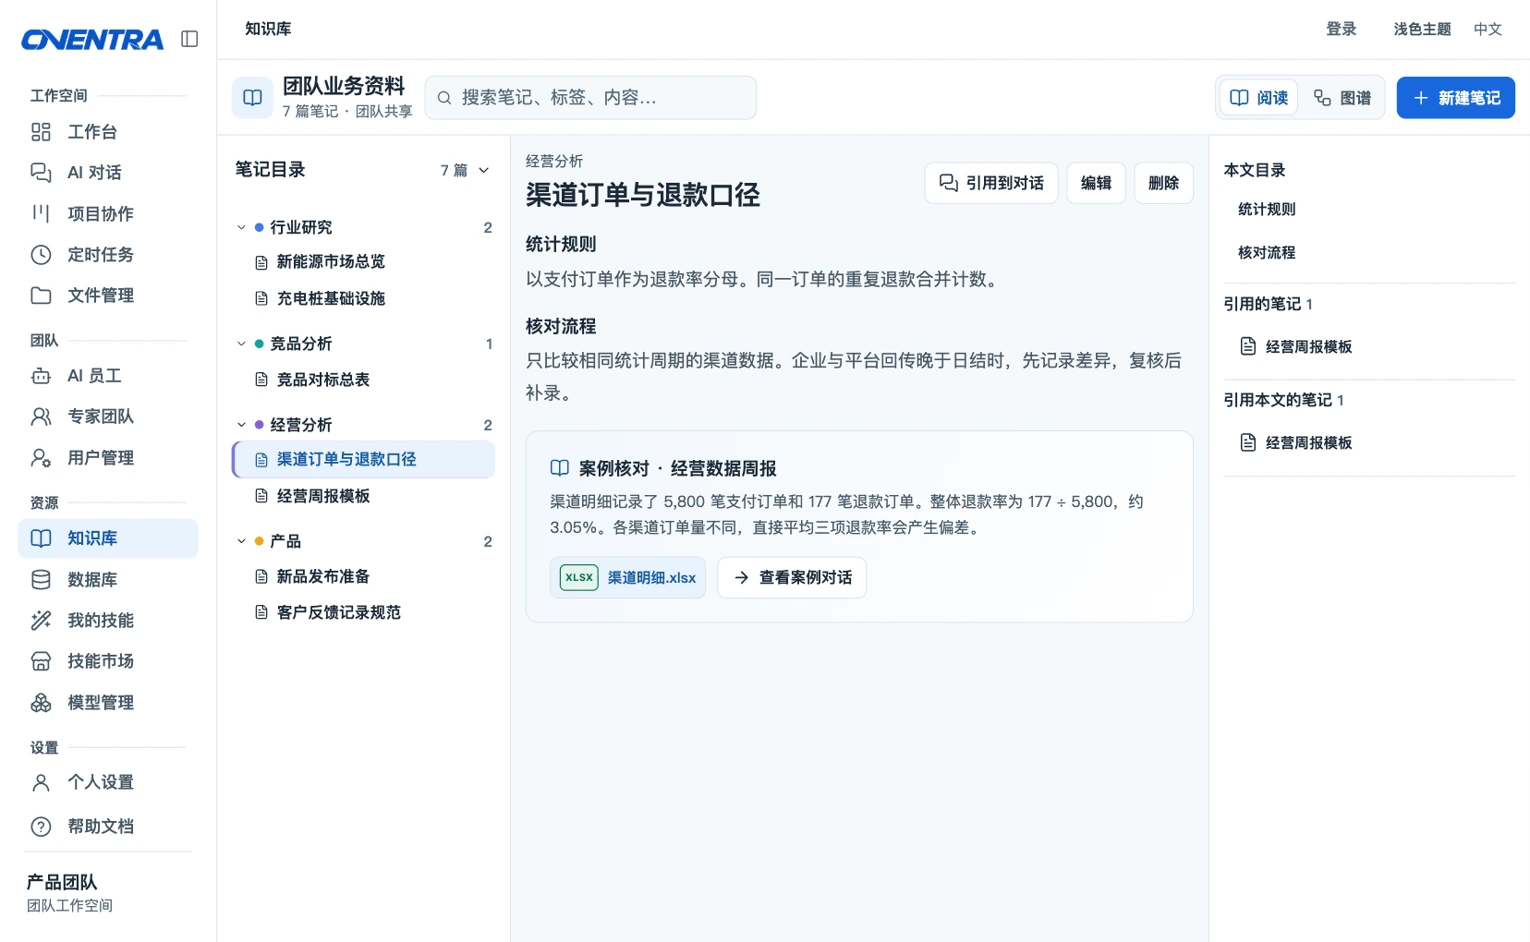 ONENTRA
工作空间
工作台
AI 对话
项目协作
定时任务
文件管理
团队
AI 员工
专家团队
用户管理
资源
知识库
数据库
我的技能
技能市场
模型管理
设置
个人设置
帮助文档
产品团队
团队工作空间
知识库
登录
浅色主题
中文
团队业务资料
7 篇笔记 · 团队共享
搜索笔记、标签、内容...
阅读
图谱
新建笔记
笔记目录
7 篇
行业研究 2
新能源市场总览
充电桩基础设施
竞品分析 1
竞品对标总表
经营分析 2
渠道订单与退款口径
经营周报模板
产品 2
新品发布准备
客户反馈记录规范
经营分析
渠道订单与退款口径
引用到对话
编辑
删除
统计规则
以支付订单作为退款率分母。同一订单的重复退款合并计数。
核对流程
只比较相同统计周期的渠道数据。企业与平台回传晚于日结时，先记录差异，复核后
补录。
案例核对 · 经营数据周报
渠道明细记录了 5,800 笔支付订单和 177 笔退款订单。整体退款率为 177 ÷ 5,800，约
3.05%。各渠道订单量不同，直接平均三项退款率会产生偏差。
XLSX 渠道明细.xlsx
查看案例对话
本文目录
统计规则
核对流程
引用的笔记 1
经营周报模板
引用本文的笔记 1
经营周报模板